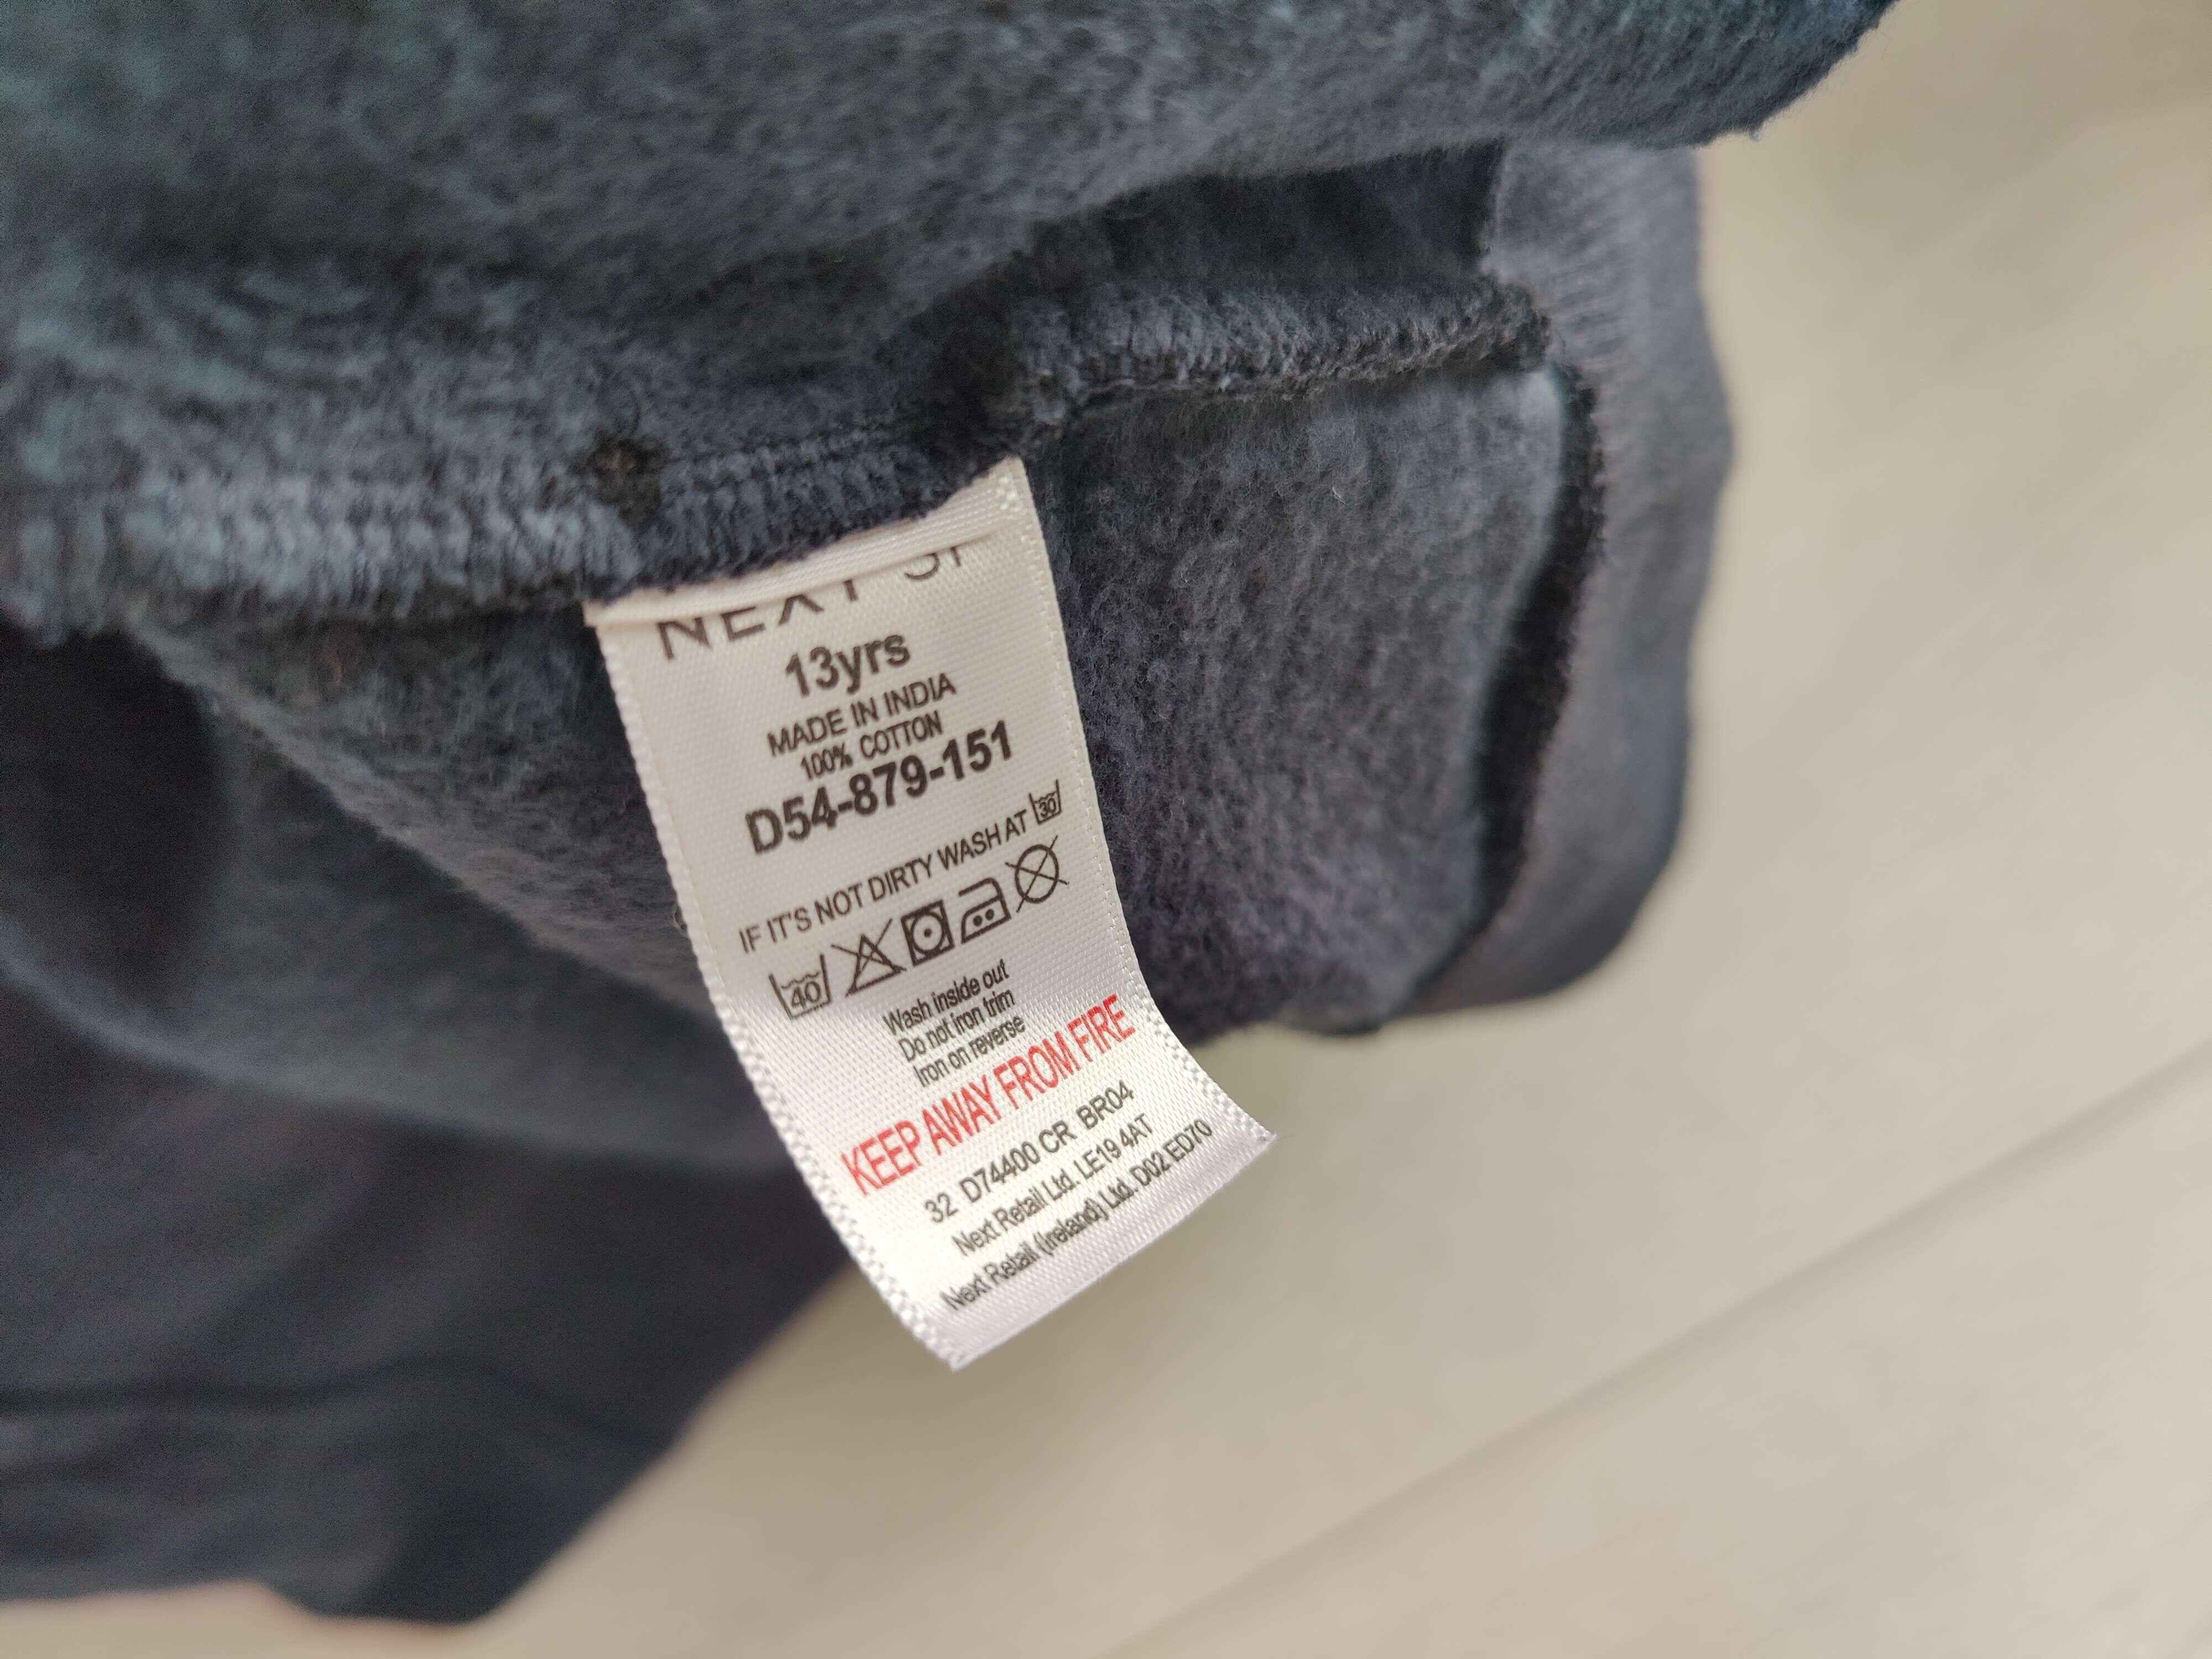 NEXT
13yrs
MADE IN INDIA
100% COTTON
D54-879-151
IF IT'S NOT DIRTY WASH AT 30
40
Wash inside out
Do not iron trim
Iron on reverse
KEEP AWAY FROM FIRE
32 D74400 CR BR04
Next Retail Ltd. LE19 4AT
Next Retail (Ireland) Ltd. D02 ED70